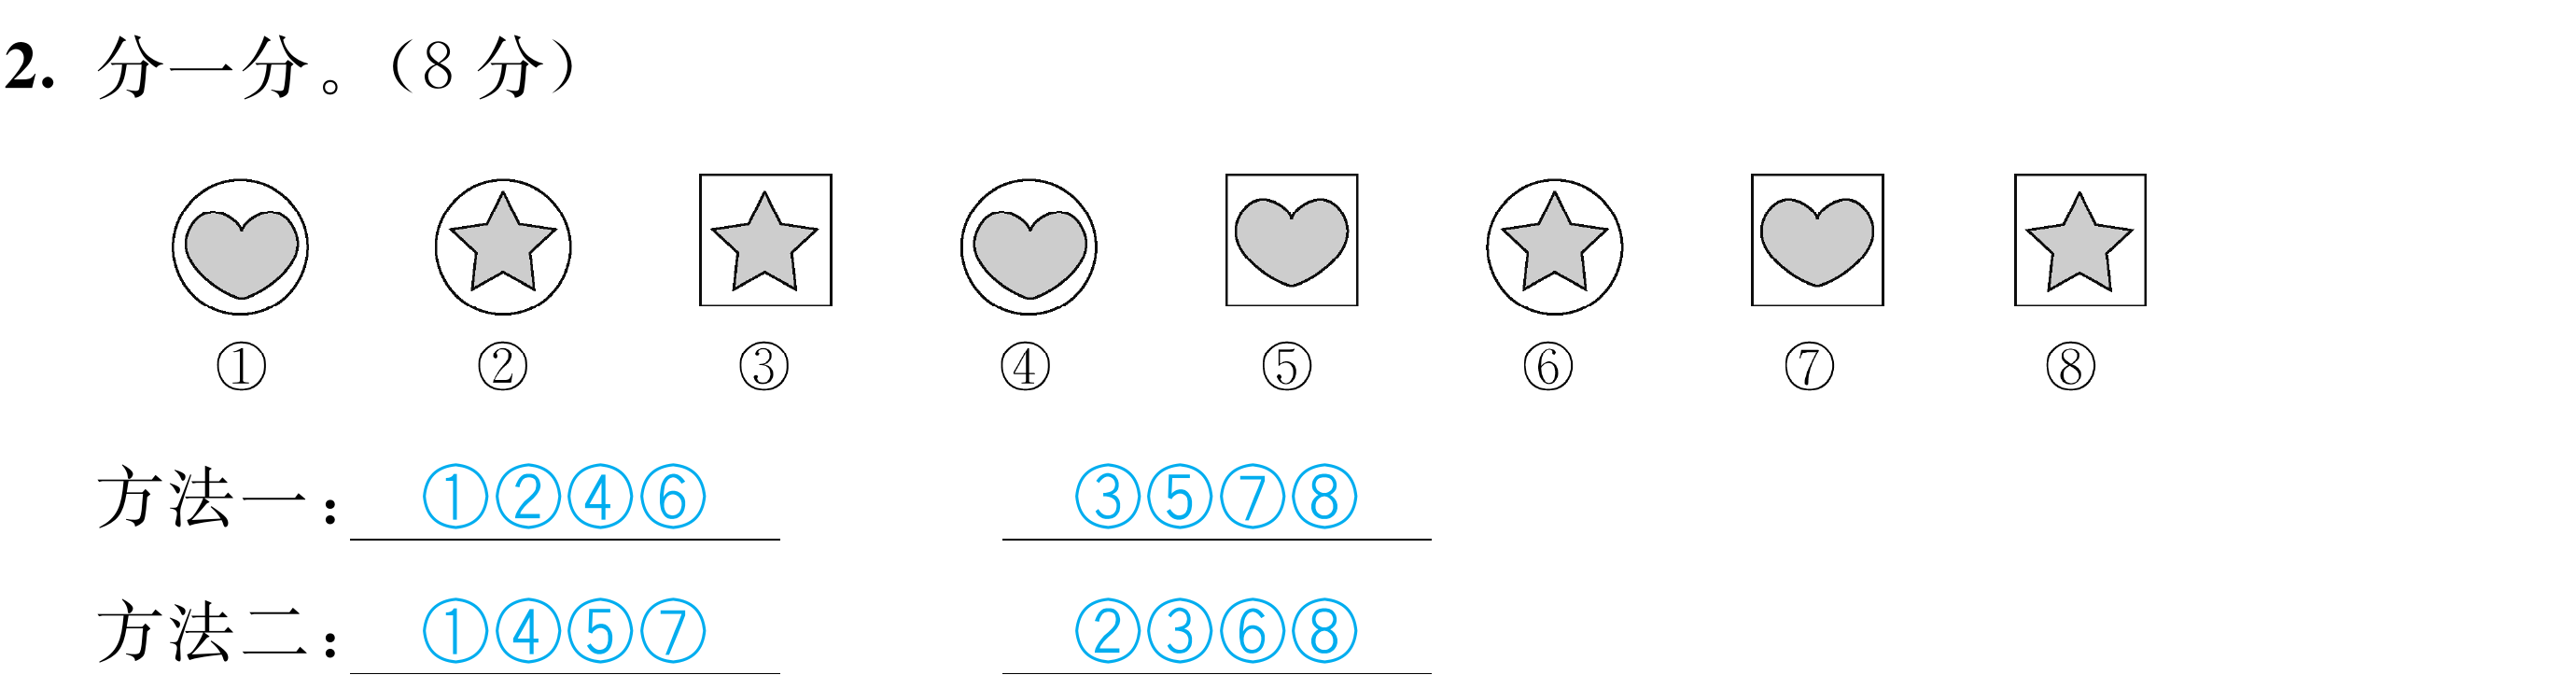 2. 分一分。(8 分)
① ② ③ ④ ⑤ ⑥ ⑦ ⑧
方法一: ①②④⑥ ③⑤⑦⑧
方法二: ①④⑤⑦ ②③⑥⑧